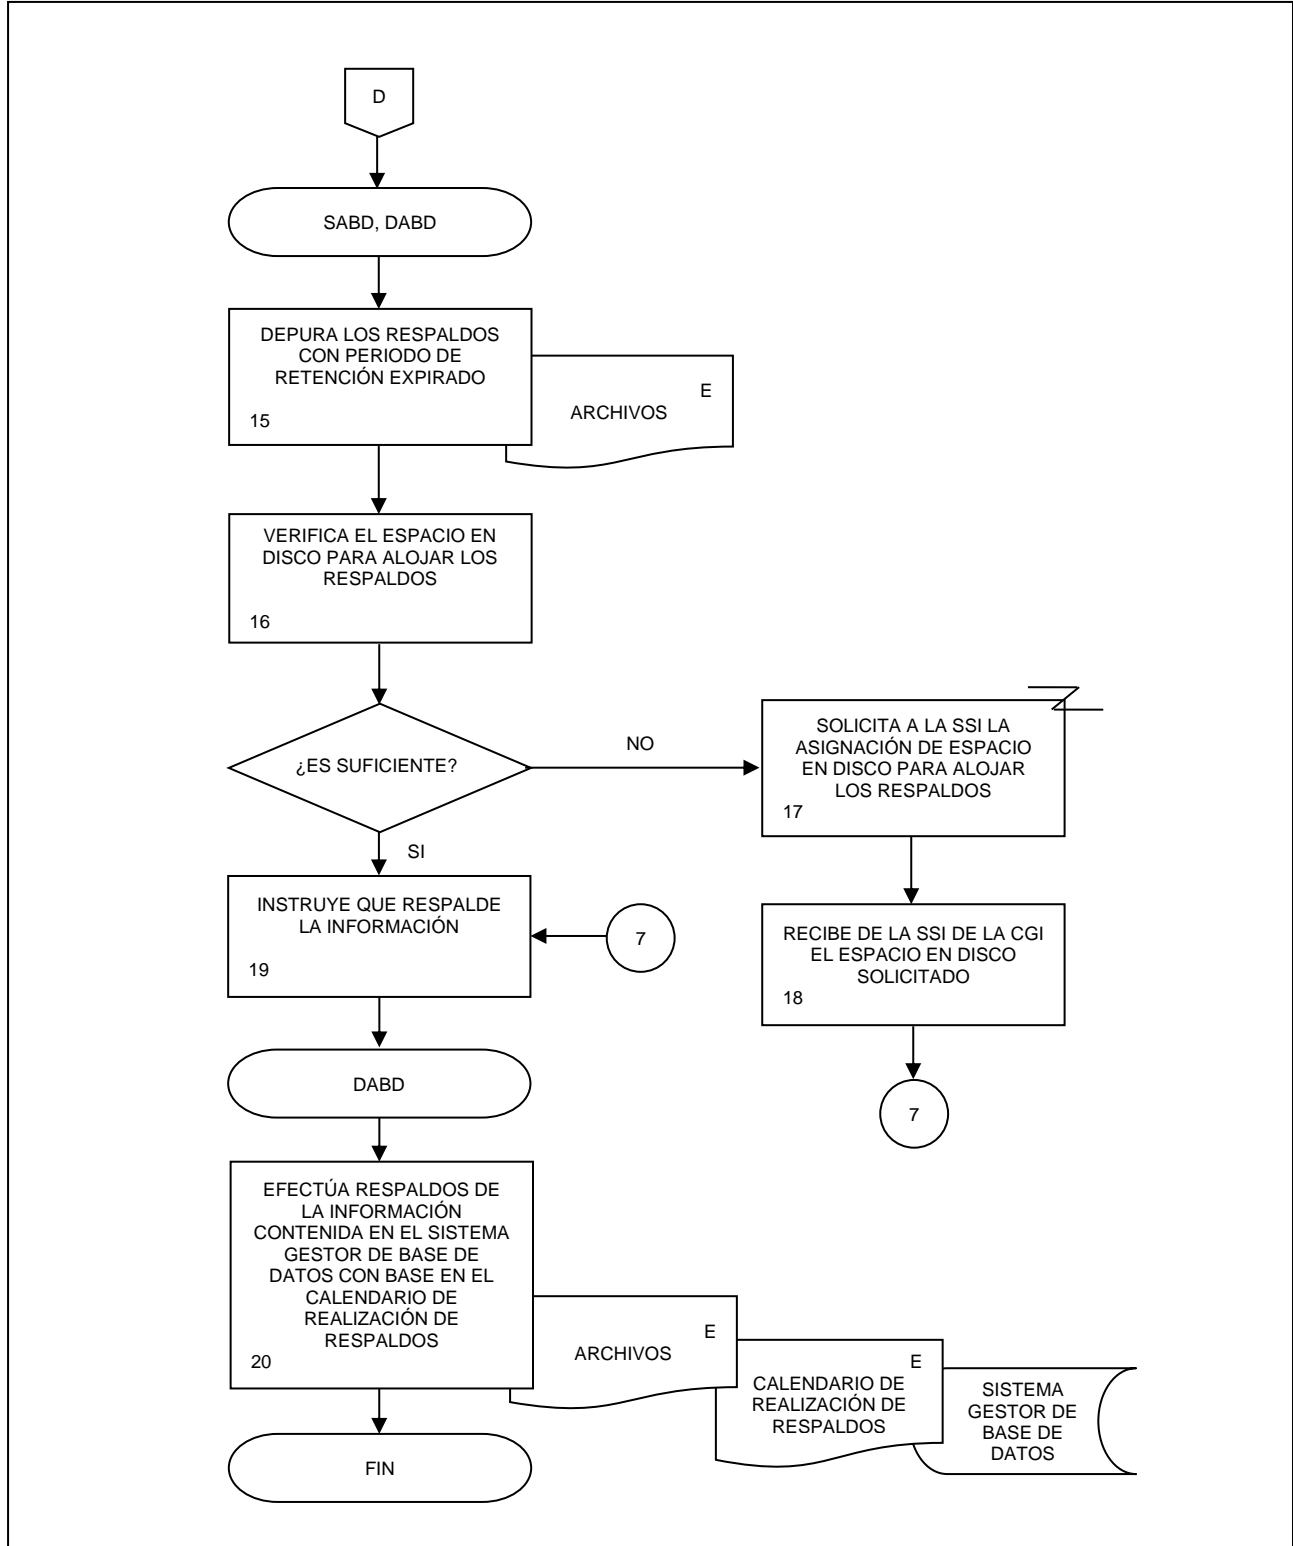 D
SABD, DABD
DEPURA LOS RESPALDOS
CON PERIODO DE
RETENCIÓN EXPIRADO
15
E
ARCHIVOS
VERIFICA EL ESPACIO EN
DISCO PARA ALOJAR LOS
RESPALDOS
16
¿ES SUFICIENTE?
NO
SOLICITA A LA SSI LA
ASIGNACIÓN DE ESPACIO
EN DISCO PARA ALOJAR
LOS RESPALDOS
17
SI
INSTRUYE QUE RESPALDE
LA INFORMACIÓN
19
7
RECIBE DE LA SSI DE LA CGI
EL ESPACIO EN DISCO
SOLICITADO
18
7
DABD
EFECTÚA RESPALDOS DE
LA INFORMACIÓN
CONTENIDA EN EL SISTEMA
GESTOR DE BASE DE
DATOS CON BASE EN EL
CALENDARIO DE
REALIZACIÓN DE
RESPALDOS
20
E
ARCHIVOS
E
CALENDARIO DE
REALIZACIÓN DE
RESPALDOS
SISTEMA
GESTOR DE
BASE DE
DATOS
FIN